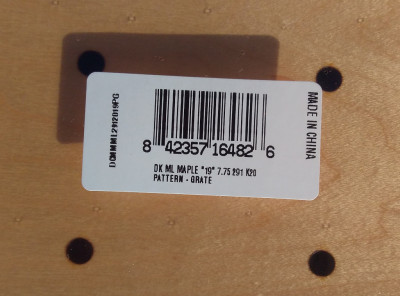 8 42357 16482 6
DK ML MAPLE "19" 7.75 291 K20
PATTERN - GRATE
MADE IN CHINA